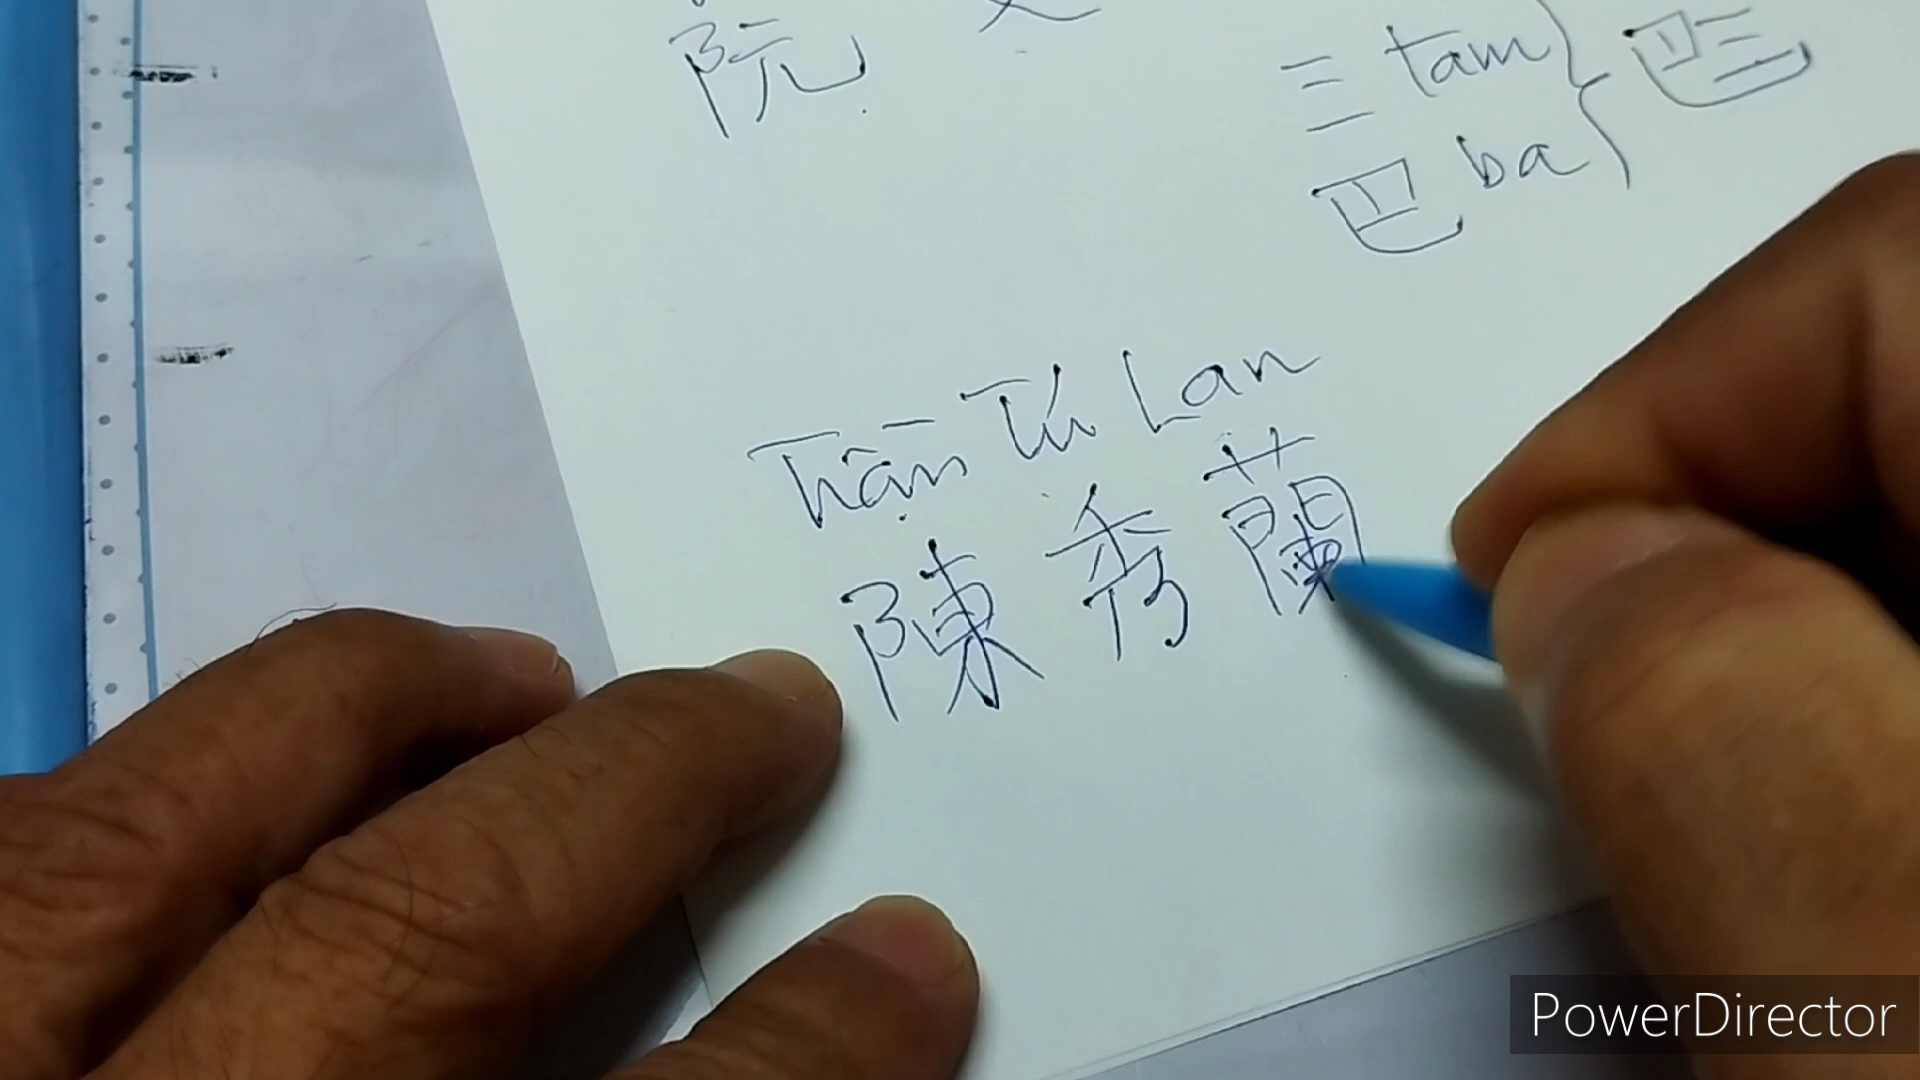 阮
三 tam
巴 ba
𠀧
Trần Tú Lan
陳 秀 蘭
PowerDirector